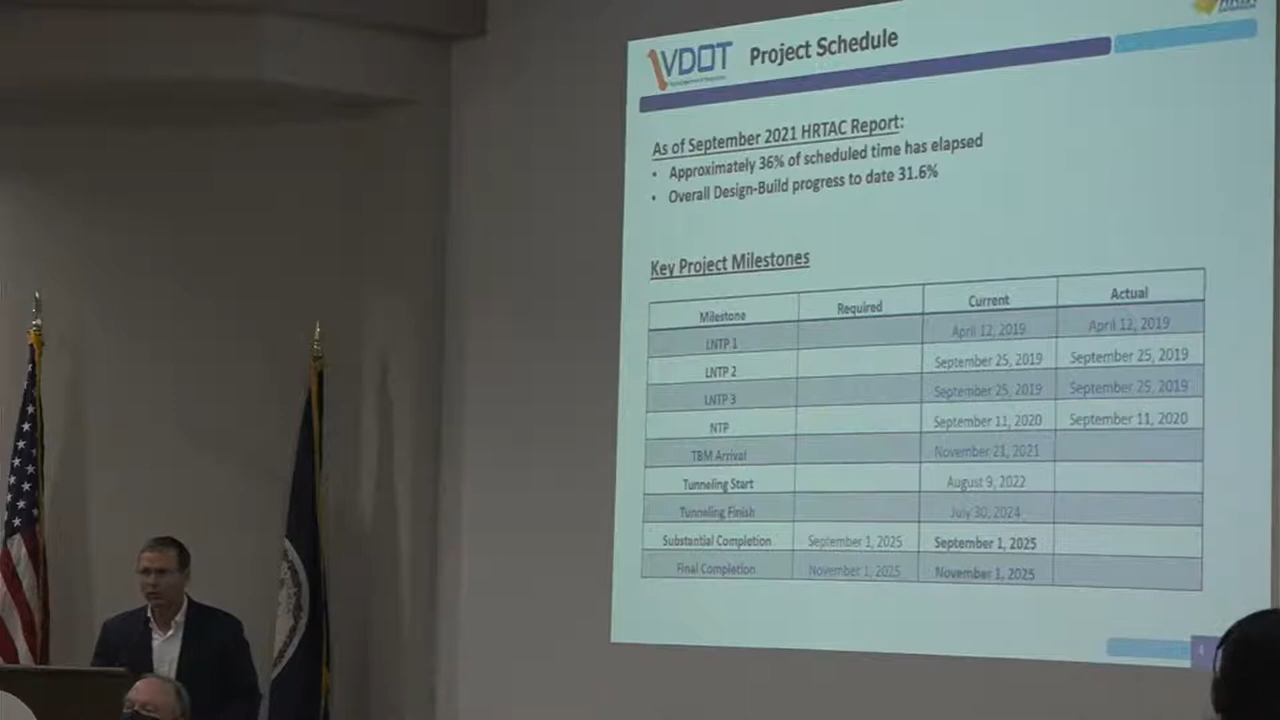 VDOT Project Schedule
As of September 2021 HRTAC Report:
• Approximately 36% of scheduled time has elapsed
• Overall Design-Build progress to date 31.6%
Key Project Milestones
Milestone Required Current Actual
LNTP 1 April 12, 2019 April 12, 2019
LNTP 2 September 25, 2019 September 25, 2019
LNTP 3 September 25, 2019 September 25, 2019
NTP September 11, 2020 September 11, 2020
TBM Arrival November 21, 2021
Tunneling Start August 9, 2022
Tunneling Finish July 30, 2024
Substantial Completion September 1, 2025 September 1, 2025
Final Completion November 1, 2025 November 1, 2025
4